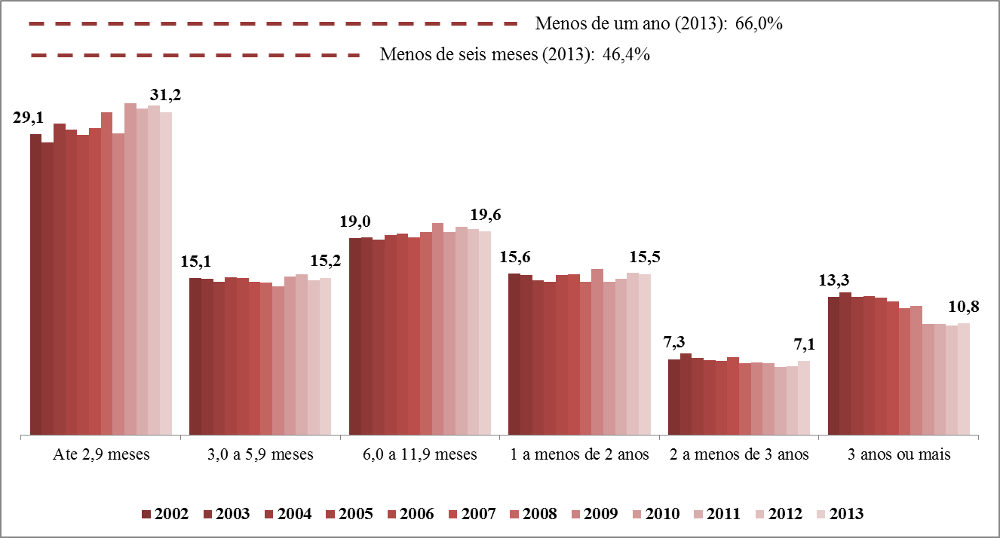 Menos de um ano (2013): 66,0%
Menos de seis meses (2013): 46,4%
29,1 31,2
15,1 15,2
19,0 19,6
15,6 15,5
7,3 7,1
13,3 10,8
Ate 2,9 meses 3,0 a 5,9 meses 6,0 a 11,9 meses 1 a menos de 2 anos 2 a menos de 3 anos 3 anos ou mais
2002 2003 2004 2005 2006 2007 2008 2009 2010 2011 2012 2013